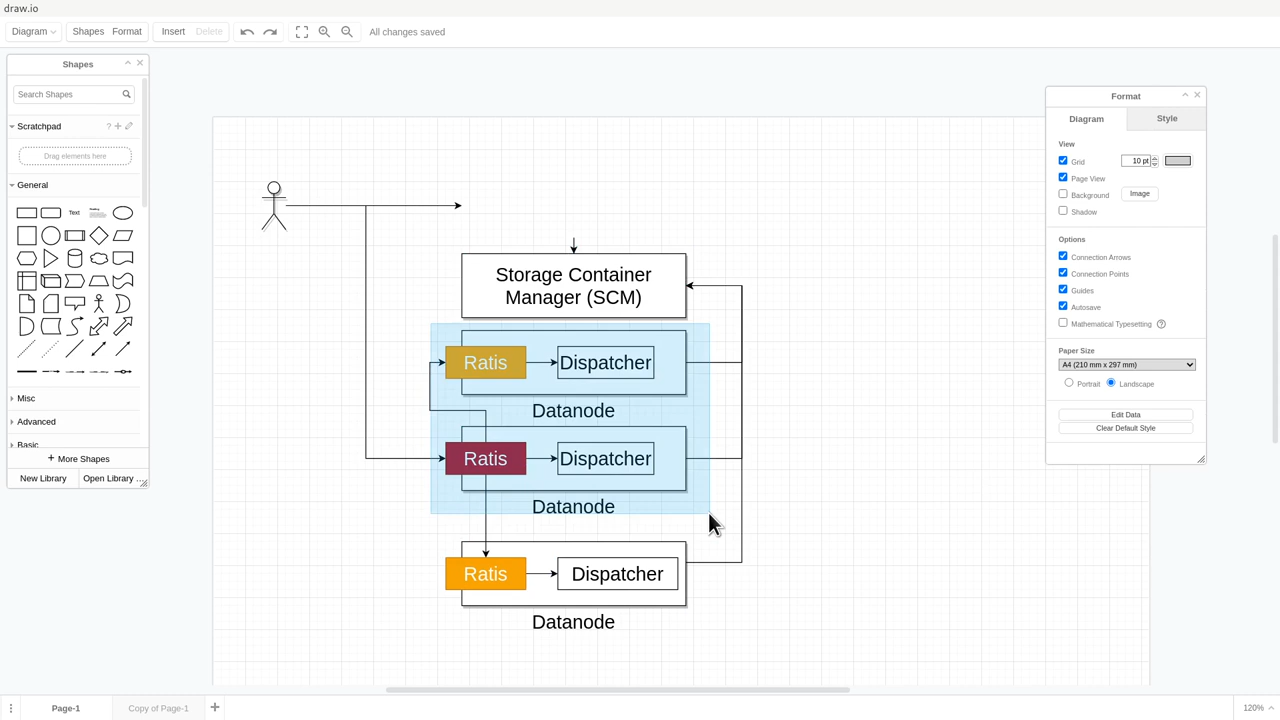 draw.io
Diagram
Shapes
Format
Insert
Delete
All changes saved
Shapes
Search Shapes
Scratchpad
?
Drag elements here
General
Text
Misc
Advanced
Basic
+ More Shapes
New Library
Open Library ...
Storage Container
Manager (SCM)
Ratis
Dispatcher
Datanode
Ratis
Dispatcher
Datanode
Ratis
Dispatcher
Datanode
Format
Diagram
Style
View
Grid
10 pt
Page View
Background
Image
Shadow
Options
Connection Arrows
Connection Points
Guides
Autosave
Mathematical Typesetting ?
Paper Size
A4 (210 mm x 297 mm)
Portrait
Landscape
Edit Data
Clear Default Style
Page-1
Copy of Page-1
120%